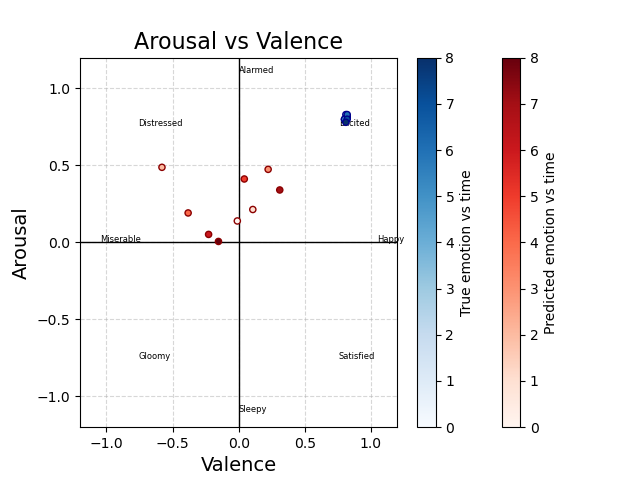 Arousal vs Valence
Alarmed
Distressed
Excited
Miserable
Happy
Gloomy
Satisfied
Sleepy
1.0
0.5
0.0
−0.5
−1.0
Arousal
−1.0 −0.5 0.0 0.5 1.0
Valence
8
7
6
5
4
3
2
1
0
True emotion vs time
8
7
6
5
4
3
2
1
0
Predicted emotion vs time